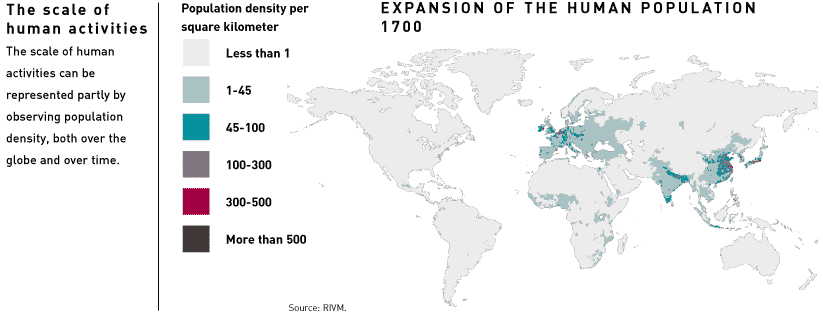 The scale of
human activities
The scale of human
activities can be
represented partly by
observing population
density, both over the
globe and over time.
Population density per
square kilometer
Less than 1
1-45
45-100
100-300
300-500
More than 500
EXPANSION OF THE HUMAN POPULATION
1700
Source: RIVM.